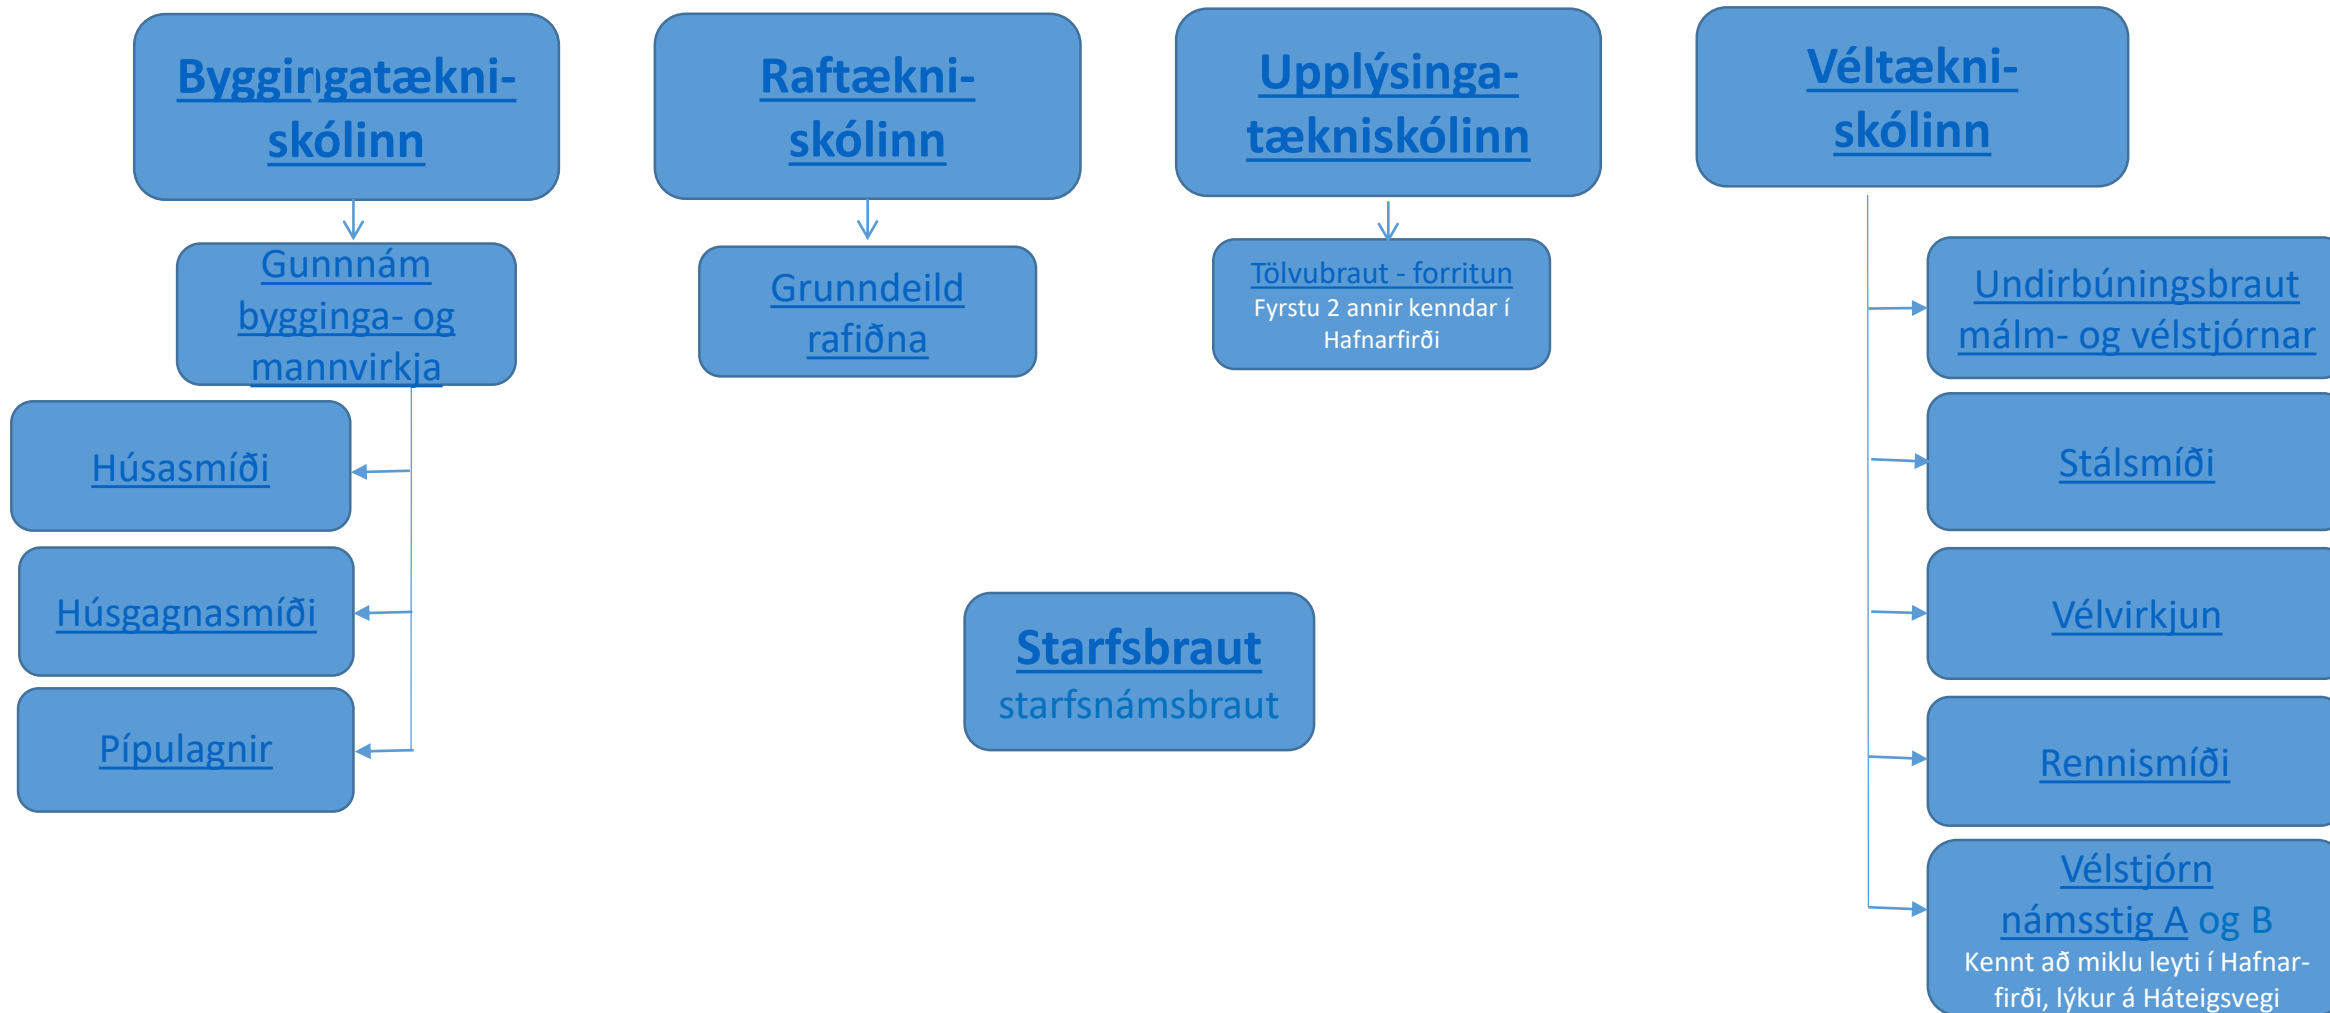 Byggingatækni-
skólinn
Raftækni-
skólinn
Upplýsinga-
tækniskólinn
Véltækni-
skólinn
Gunnnám
bygginga- og
mannvirkja
Grunndeild
rafiðna
Tölvubraut - forritun
Fyrstu 2 annir kenndar í
Hafnarfirði
Undirbúningsbraut
málm- og vélstjórnar
Húsasmíði
Stálsmíði
Húsgagnasmíði
Vélvirkjun
Starfsbraut
starfsnámsbraut
Pípulagnir
Rennismíði
Vélstjórn
námsstig A og B
Kennt að miklu leyti í Hafnar-
firði, lýkur á Háteigsvegi